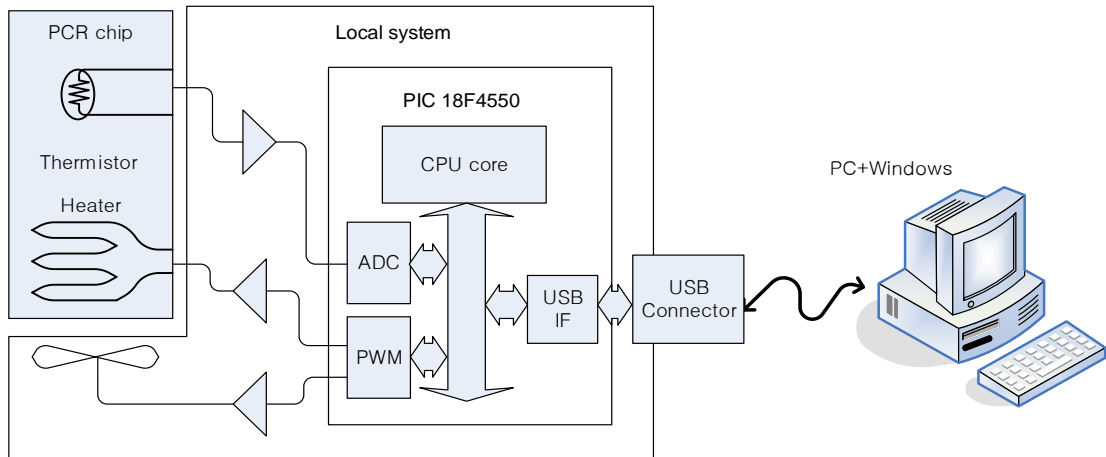 PCR chip
Local system
PIC 18F4550
CPU core
Thermistor
Heater
ADC
PWM
USB
IF
USB
Connector
PC+Windows